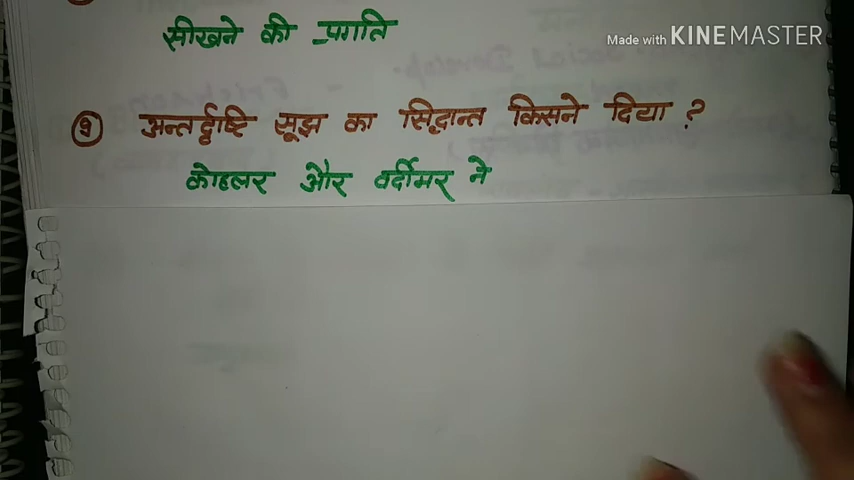 Made with KINEMASTER
सीखने की प्रगति
९ अन्तर्दृष्टि सूझ का सिद्धान्त किसने दिया ?
कोहलर और वर्दीमर ने